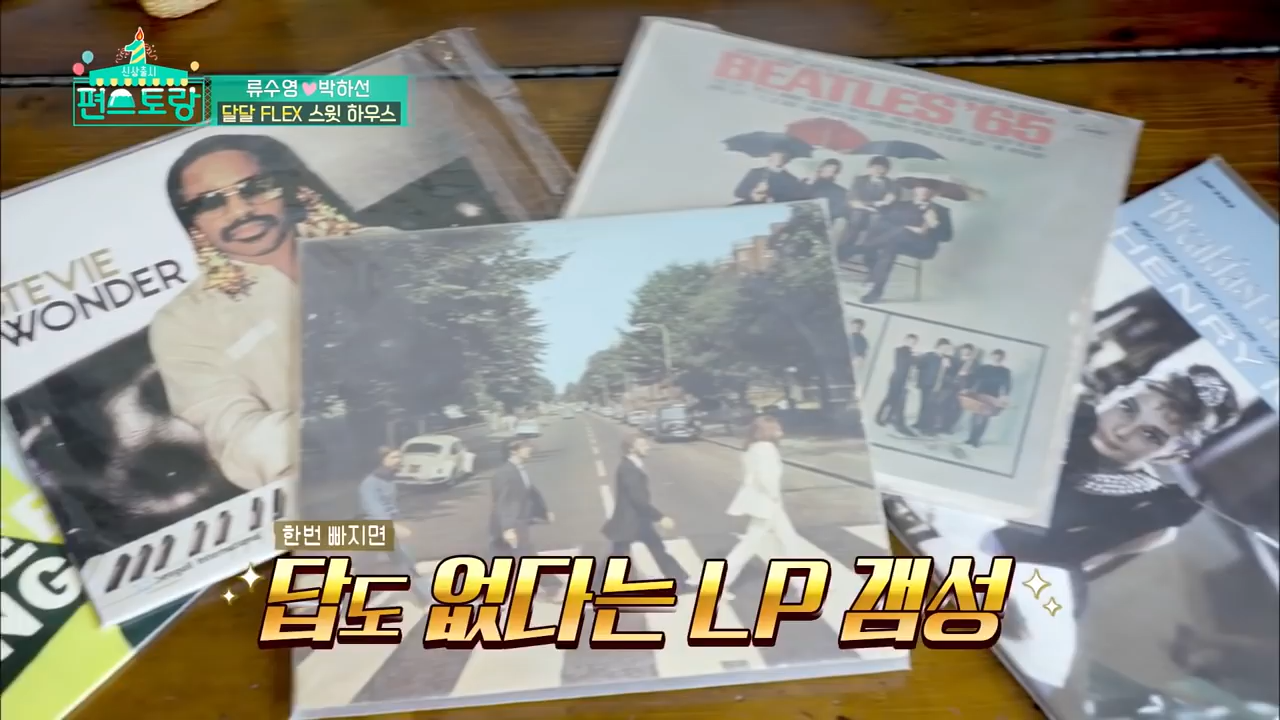 신상출시
편스토랑
류수영♥박하선
달달 FLEX 스윗 하우스
BEATLES '65
STEVIE
WONDER
Breakfast
HENRY
NG
한번 빠지면
답도 없다는 LP 갬성